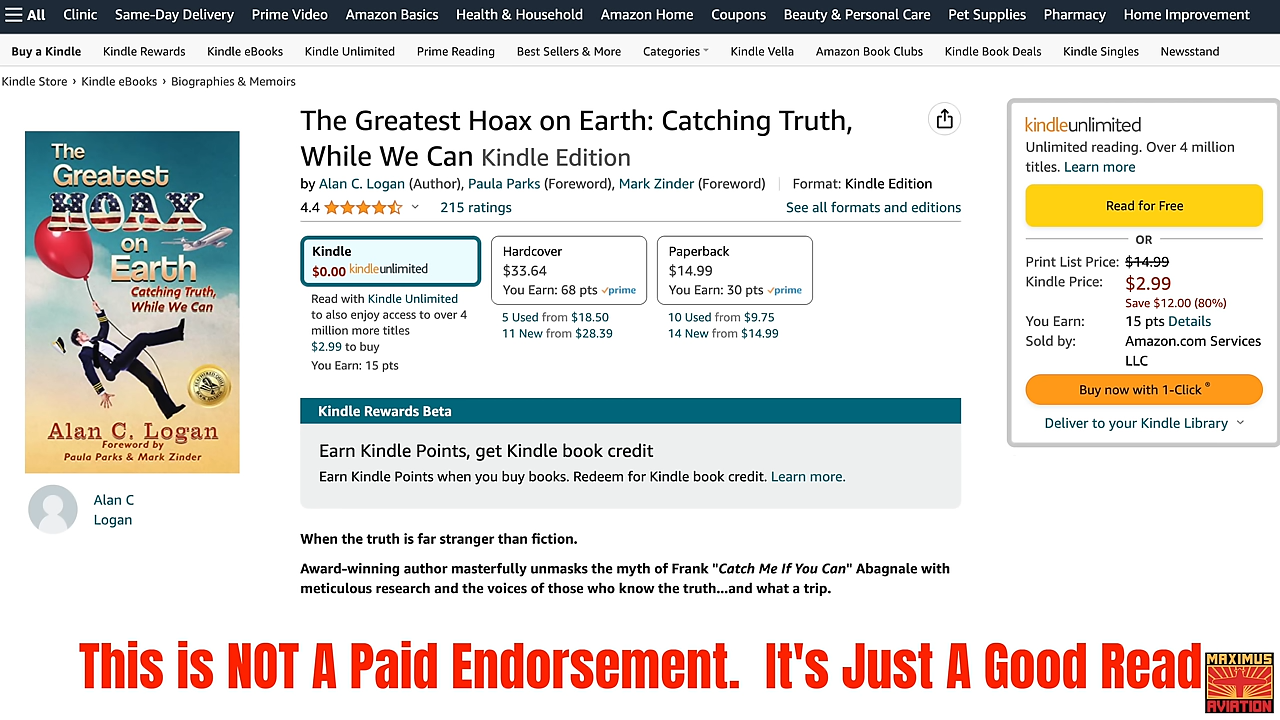 All Clinic Same-Day Delivery Prime Video Amazon Basics Health & Household Amazon Home Coupons Beauty & Personal Care Pet Supplies Pharmacy Home Improvement
Buy a Kindle Kindle Rewards Kindle eBooks Kindle Unlimited Prime Reading Best Sellers & More Categories Kindle Vella Amazon Book Clubs Kindle Book Deals Kindle Singles Newsstand
Kindle Store › Kindle eBooks › Biographies & Memoirs
The
Greatest
HOAX
on
Earth
Catching Truth,
While We Can
Alan C. Logan
Foreword by
Paula Parks & Mark Zinder
Alan C
Logan
The Greatest Hoax on Earth: Catching Truth,
While We Can Kindle Edition
by Alan C. Logan (Author), Paula Parks (Foreword), Mark Zinder (Foreword) Format: Kindle Edition
4.4 215 ratings See all formats and editions
Kindle
$0.00 kindleunlimited
Read with Kindle Unlimited
to also enjoy access to over 4
million more titles
$2.99 to buy
You Earn: 15 pts
Hardcover
$33.64
You Earn: 68 pts prime
5 Used from $18.50
11 New from $28.39
Paperback
$14.99
You Earn: 30 pts prime
10 Used from $9.75
14 New from $14.99
Kindle Rewards Beta
Earn Kindle Points, get Kindle book credit
Earn Kindle Points when you buy books. Redeem for Kindle book credit. Learn more.
When the truth is far stranger than fiction.
Award-winning author masterfully unmasks the myth of Frank "Catch Me If You Can" Abagnale with
meticulous research and the voices of those who know the truth...and what a trip.
kindleunlimited
Unlimited reading. Over 4 million
titles. Learn more
Read for Free
OR
Print List Price: $14.99
Kindle Price: $2.99
Save $12.00 (80%)
You Earn: 15 pts Details
Sold by: Amazon.com Services
LLC
Buy now with 1-Click ®
Deliver to your Kindle Library
This is NOT A Paid Endorsement. It's Just A Good Read
MAXIMUS
AVIATION